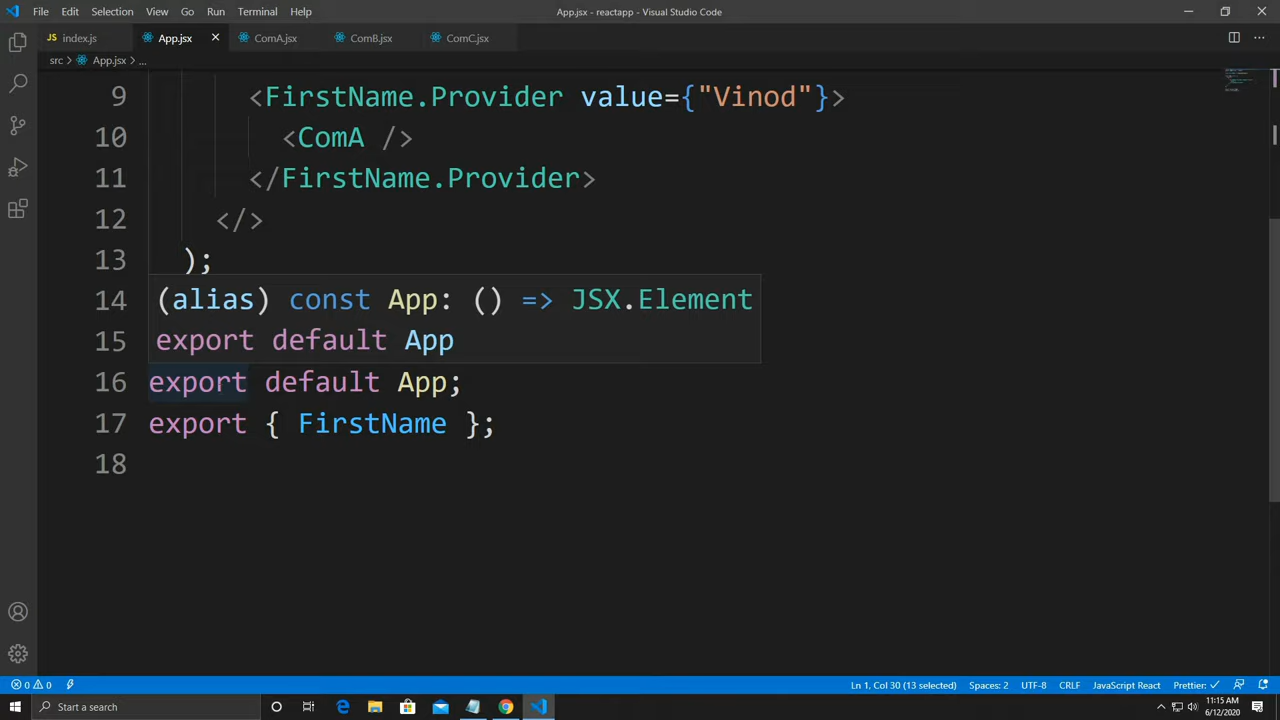 File Edit Selection View Go Run Terminal Help
App.jsx - reactapp - Visual Studio Code
JS index.js App.jsx × ComA.jsx ComB.jsx ComC.jsx
src > App.jsx > ...
9 <FirstName.Provider value={"Vinod"}>
10 <ComA />
11 </FirstName.Provider>
12 </>
13 );
14 (alias) const App: () => JSX.Element
15 export default App
16 export default App;
17 export { FirstName };
18
0 0 Ln 1, Col 30 (13 selected) Spaces: 2 UTF-8 CRLF JavaScript React Prettier: ✓
Start a search
11:15 AM
6/12/2020